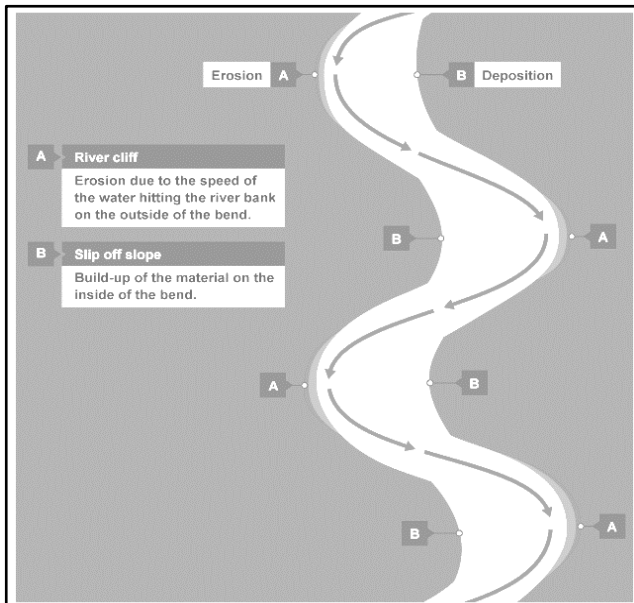 Erosion A
B Deposition
A River cliff
Erosion due to the speed of
the water hitting the river bank
on the outside of the bend.
B Slip off slope
Build-up of the material on the
inside of the bend.
B
A
A
B
B
A